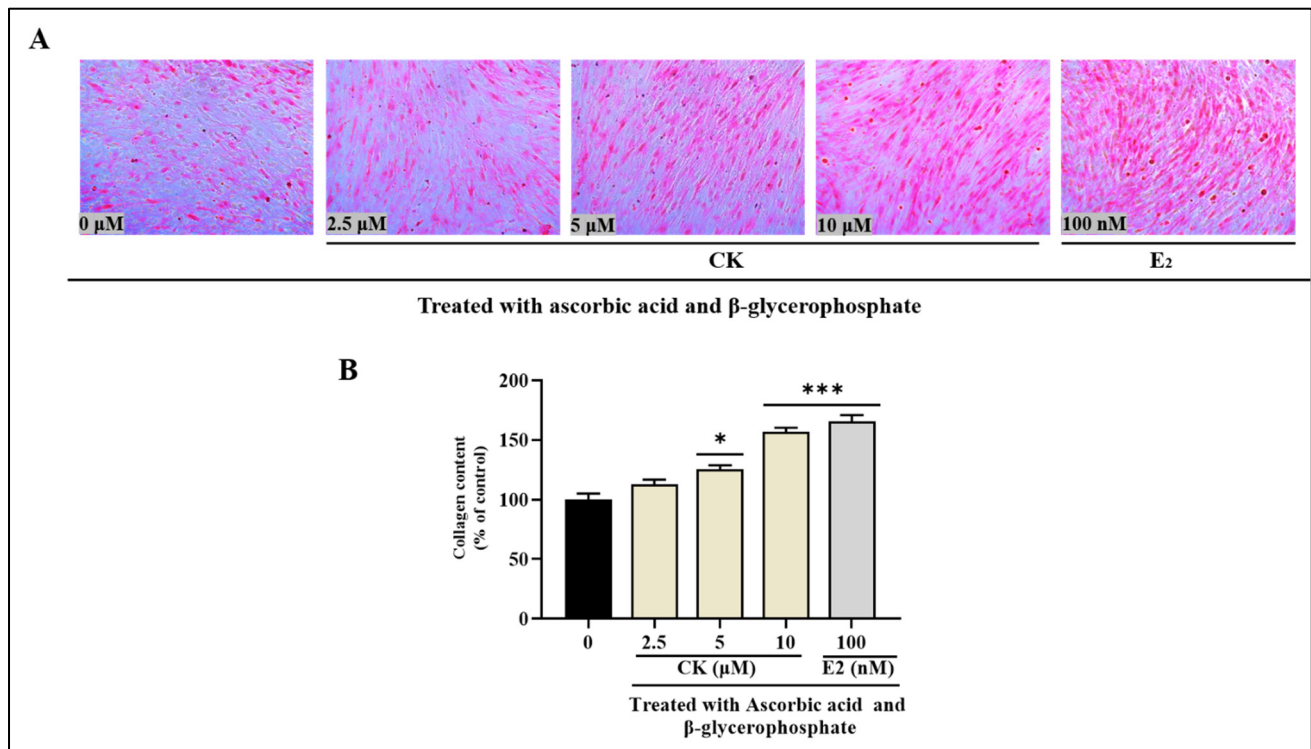 A
0 µM
2.5 µM
5 µM
10 µM
100 nM
CK
E₂
Treated with ascorbic acid and β-glycerophosphate
B
Collagen content
(% of control)
200
150
100
50
0
*
***
0
2.5
5
10
100
CK (µM)
E2 (nM)
Treated with Ascorbic acid and
β-glycerophosphate